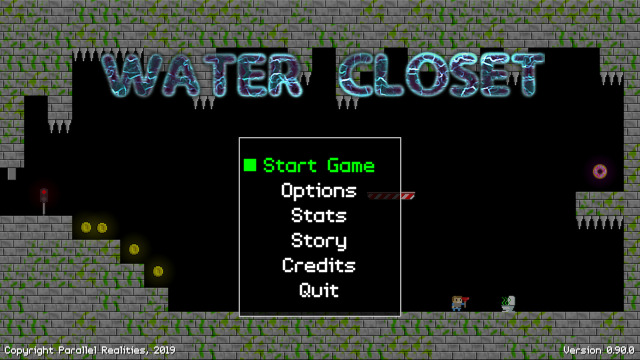 WATER CLOSET
Start Game
Options
Stats
Story
Credits
Quit
Copyright Parallel Realities, 2019
Version 0.90.0